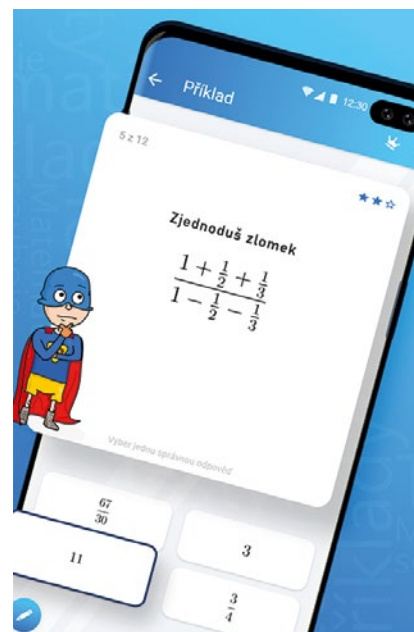 Příklad
12:30
5 z 12
Zjednoduš zlomek
1 + 1/2 + 1/3
1 − 1/2 − 1/3
Vyber jednu správnou odpověď
67/30
3
11
3/4